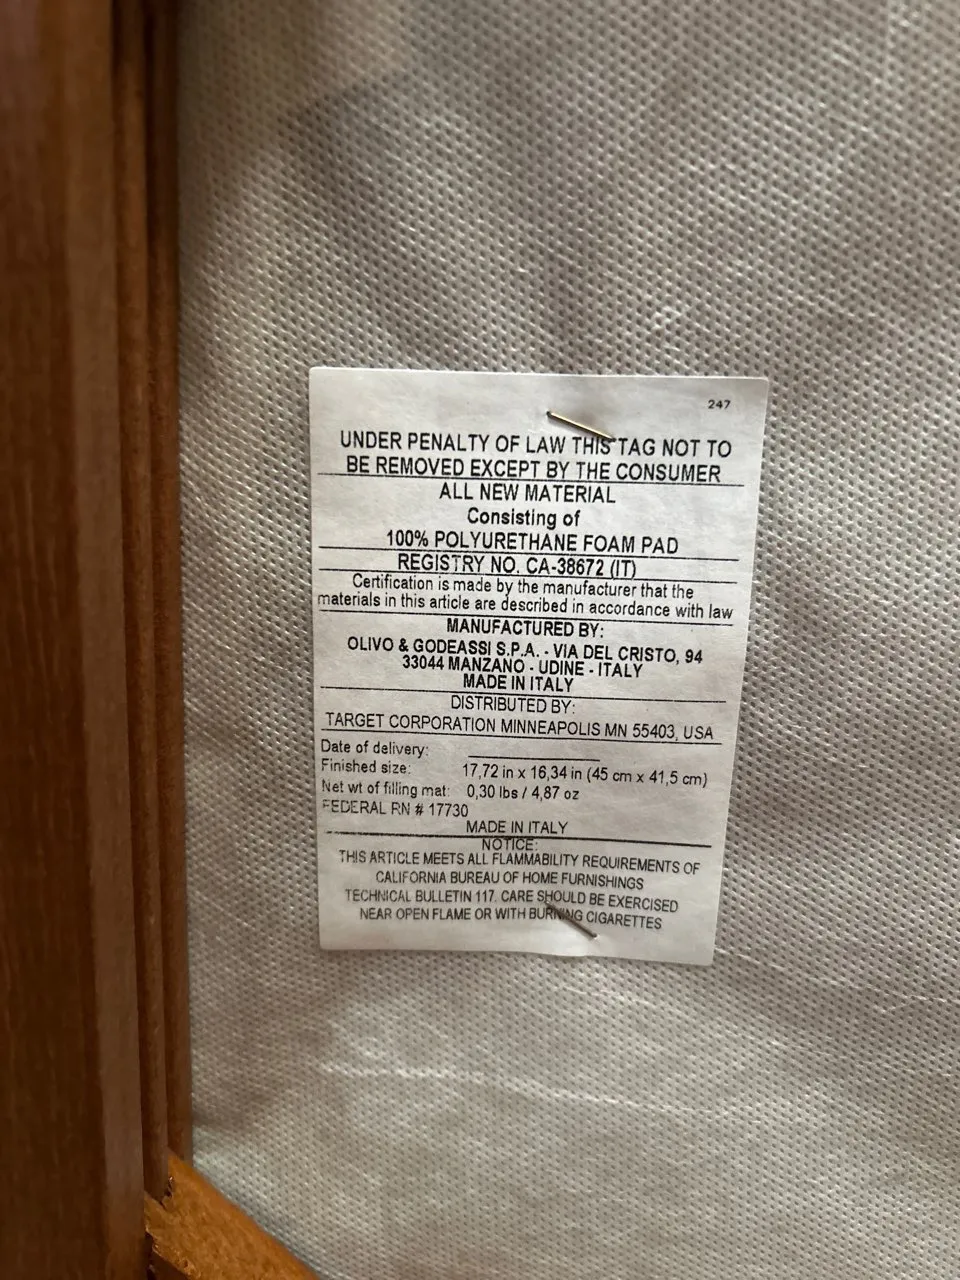 247
UNDER PENALTY OF LAW THIS TAG NOT TO
BE REMOVED EXCEPT BY THE CONSUMER
ALL NEW MATERIAL
Consisting of
100% POLYURETHANE FOAM PAD
REGISTRY NO. CA-38672 (IT)
Certification is made by the manufacturer that the
materials in this article are described in accordance with law
MANUFACTURED BY:
OLIVO & GODEASSI S.P.A. - VIA DEL CRISTO, 94
33044 MANZANO - UDINE - ITALY
MADE IN ITALY
DISTRIBUTED BY:
TARGET CORPORATION MINNEAPOLIS MN 55403, USA
Date of delivery:
Finished size: 17,72 in x 16,34 in (45 cm x 41,5 cm)
Net wt of filling mat: 0,30 lbs / 4,87 oz
FEDERAL RN # 17730
MADE IN ITALY
NOTICE:
THIS ARTICLE MEETS ALL FLAMMABILITY REQUIREMENTS OF
CALIFORNIA BUREAU OF HOME FURNISHINGS
TECHNICAL BULLETIN 117. CARE SHOULD BE EXERCISED
NEAR OPEN FLAME OR WITH BURNING CIGARETTES